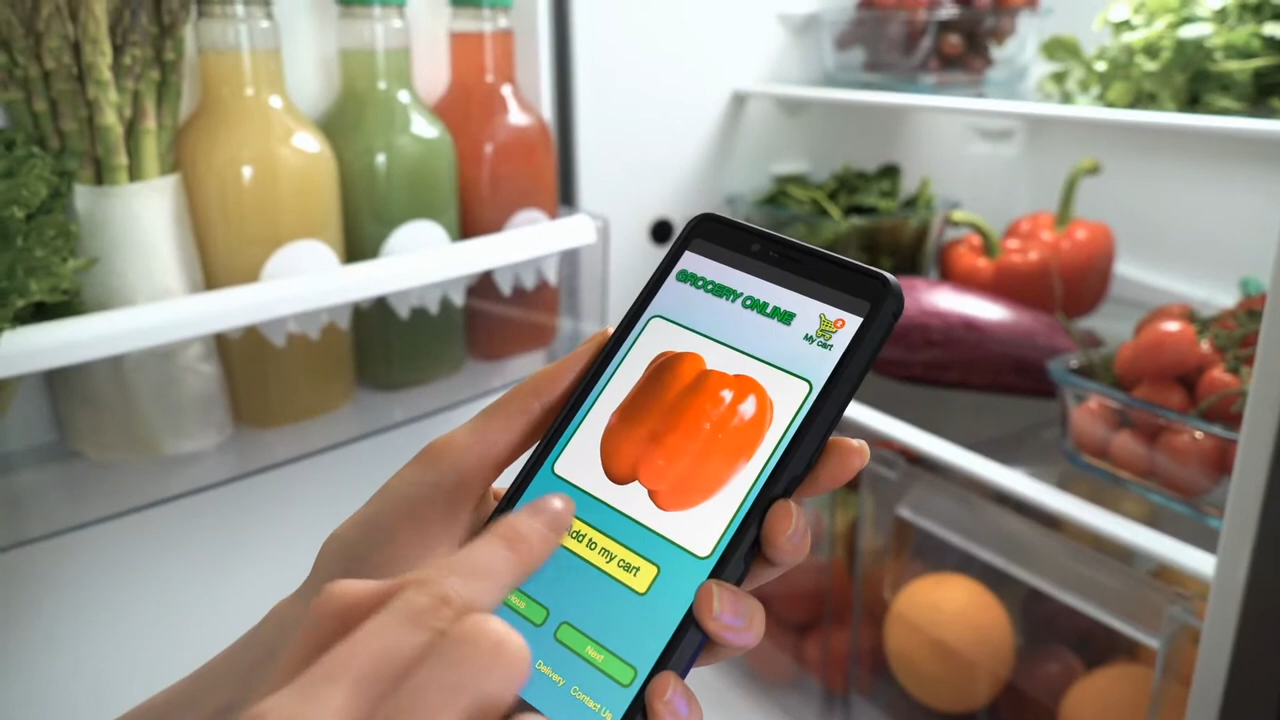 GROCERY ONLINE
My cart
Add to my cart
Next
Delivery
Contact Us